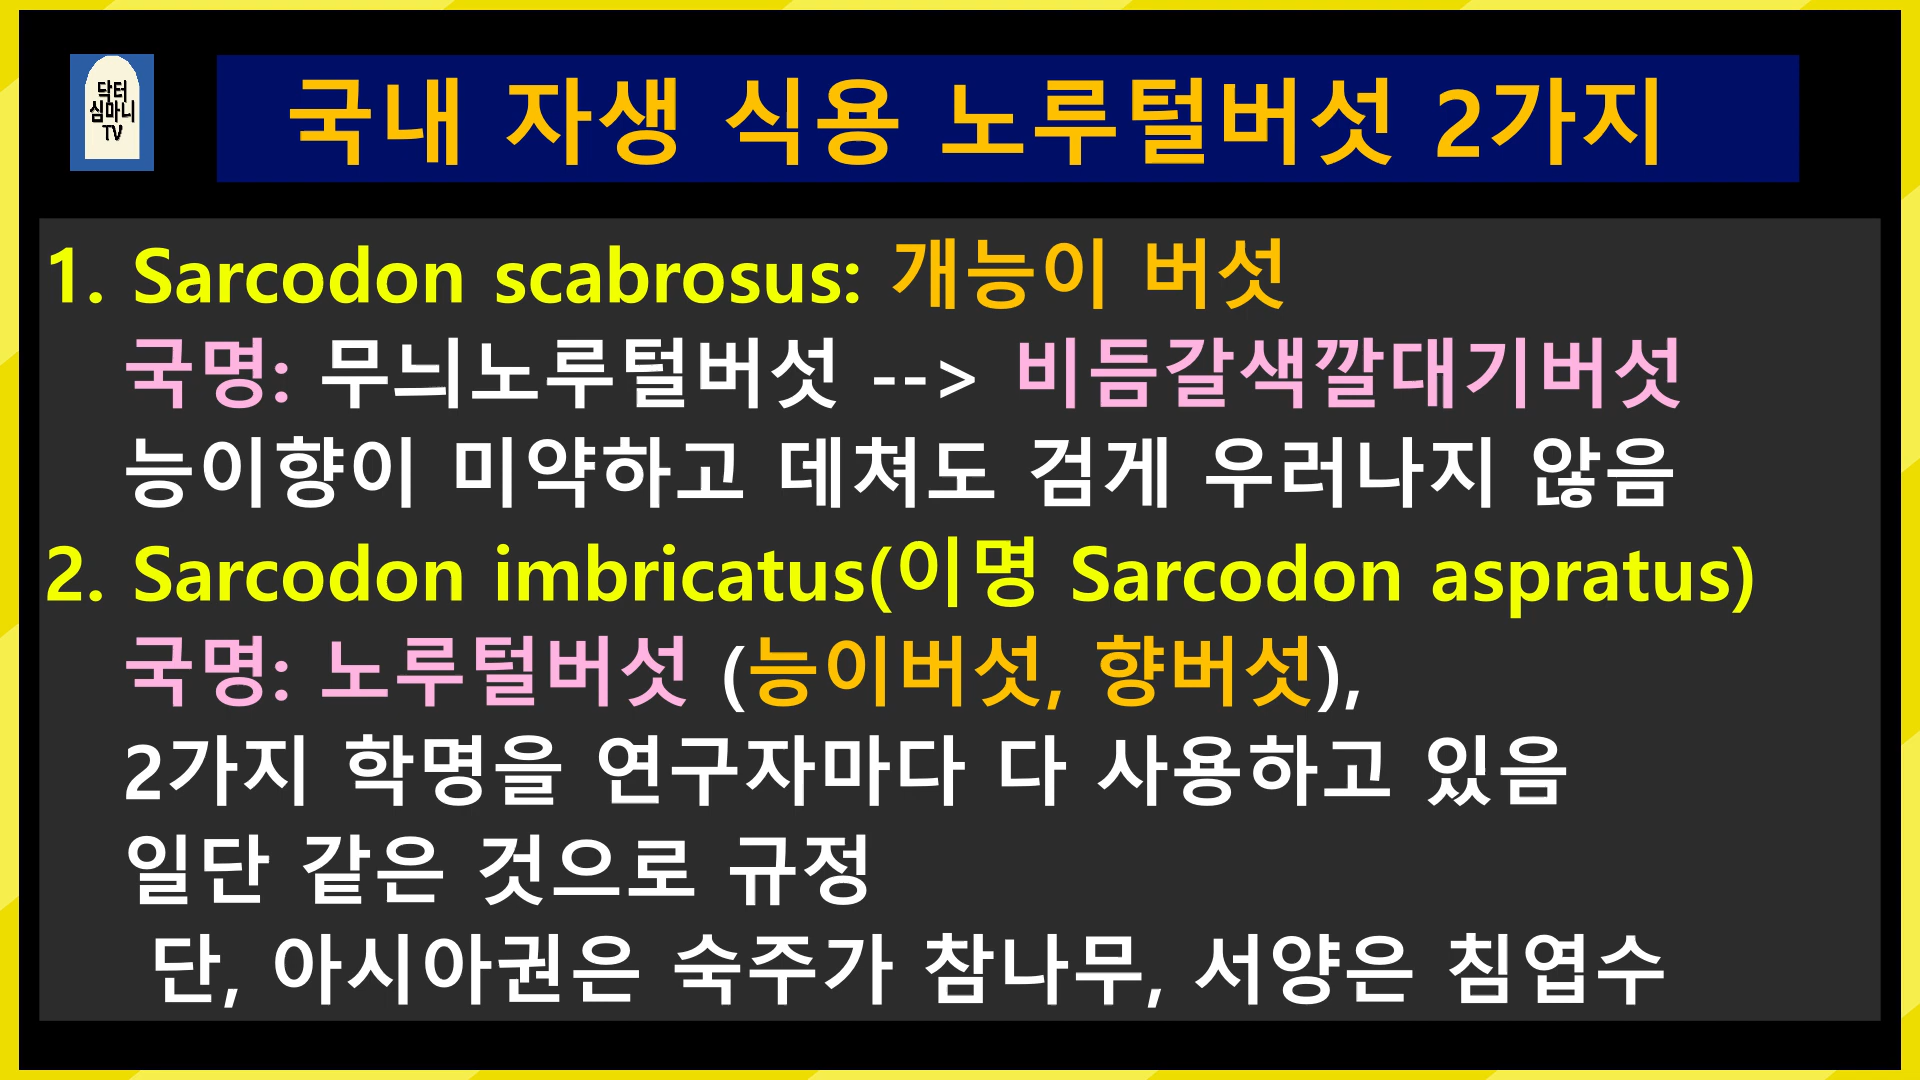 닥터
심마니
TV
국내 자생 식용 노루털버섯 2가지
1. Sarcodon scabrosus: 개능이 버섯
국명: 무늬노루털버섯 --> 비듬갈색깔대기버섯
능이향이 미약하고 데쳐도 검게 우러나지 않음
2. Sarcodon imbricatus(이명 Sarcodon aspratus)
국명: 노루털버섯 (능이버섯, 향버섯),
2가지 학명을 연구자마다 다 사용하고 있음
일단 같은 것으로 규정
단, 아시아권은 숙주가 참나무, 서양은 침엽수